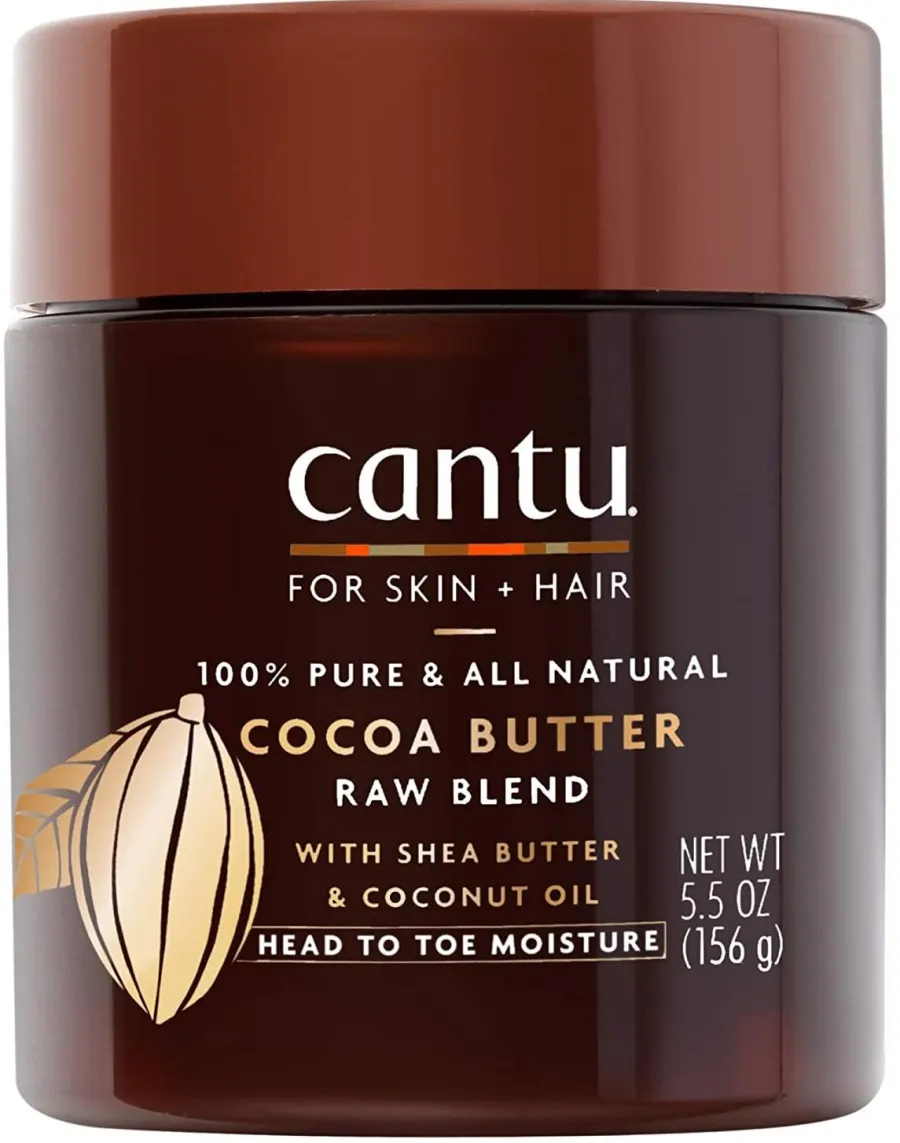 cantu.
FOR SKIN + HAIR
100% PURE & ALL NATURAL
COCOA BUTTER
RAW BLEND
WITH SHEA BUTTER
& COCONUT OIL
HEAD TO TOE MOISTURE
NET WT
5.5 OZ
(156 g)